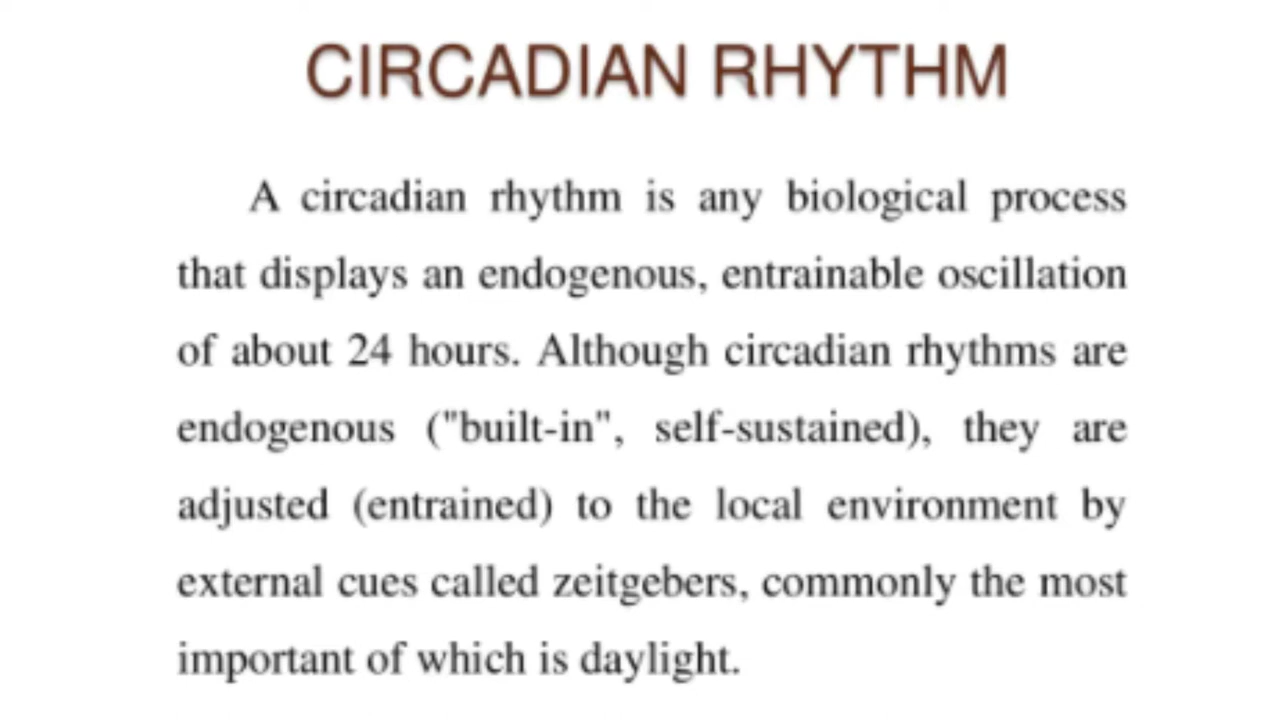 CIRCADIAN RHYTHM
A circadian rhythm is any biological process
that displays an endogenous, entrainable oscillation
of about 24 hours. Although circadian rhythms are
endogenous ("built-in", self-sustained), they are
adjusted (entrained) to the local environment by
external cues called zeitgebers, commonly the most
important of which is daylight.